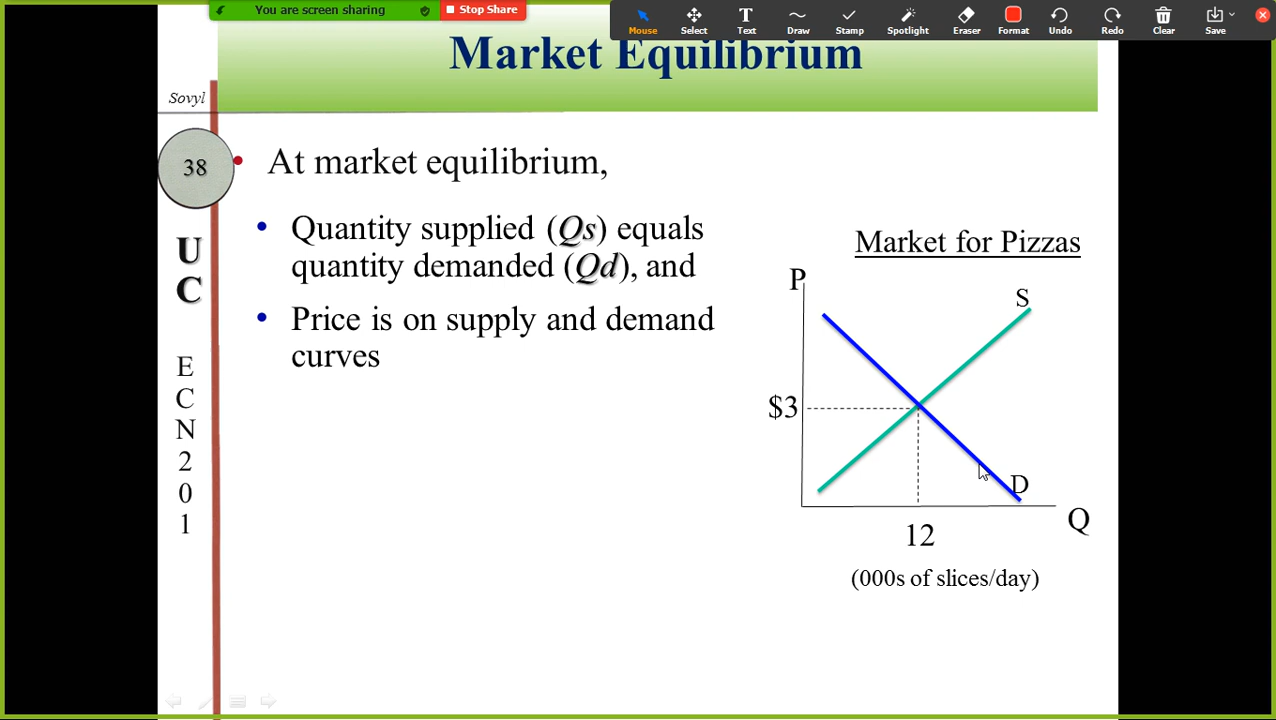 You are screen sharing
Stop Share
Mouse
Select
Text
Draw
Stamp
Spotlight
Eraser
Format
Undo
Redo
Clear
Save
Market Equilibrium
Sovyl
38
U
C
E
C
N
2
0
1
• At market equilibrium,
• Quantity supplied (Qs) equals
quantity demanded (Qd), and
• Price is on supply and demand
curves
Market for Pizzas
P
S
$3
D
Q
12
(000s of slices/day)